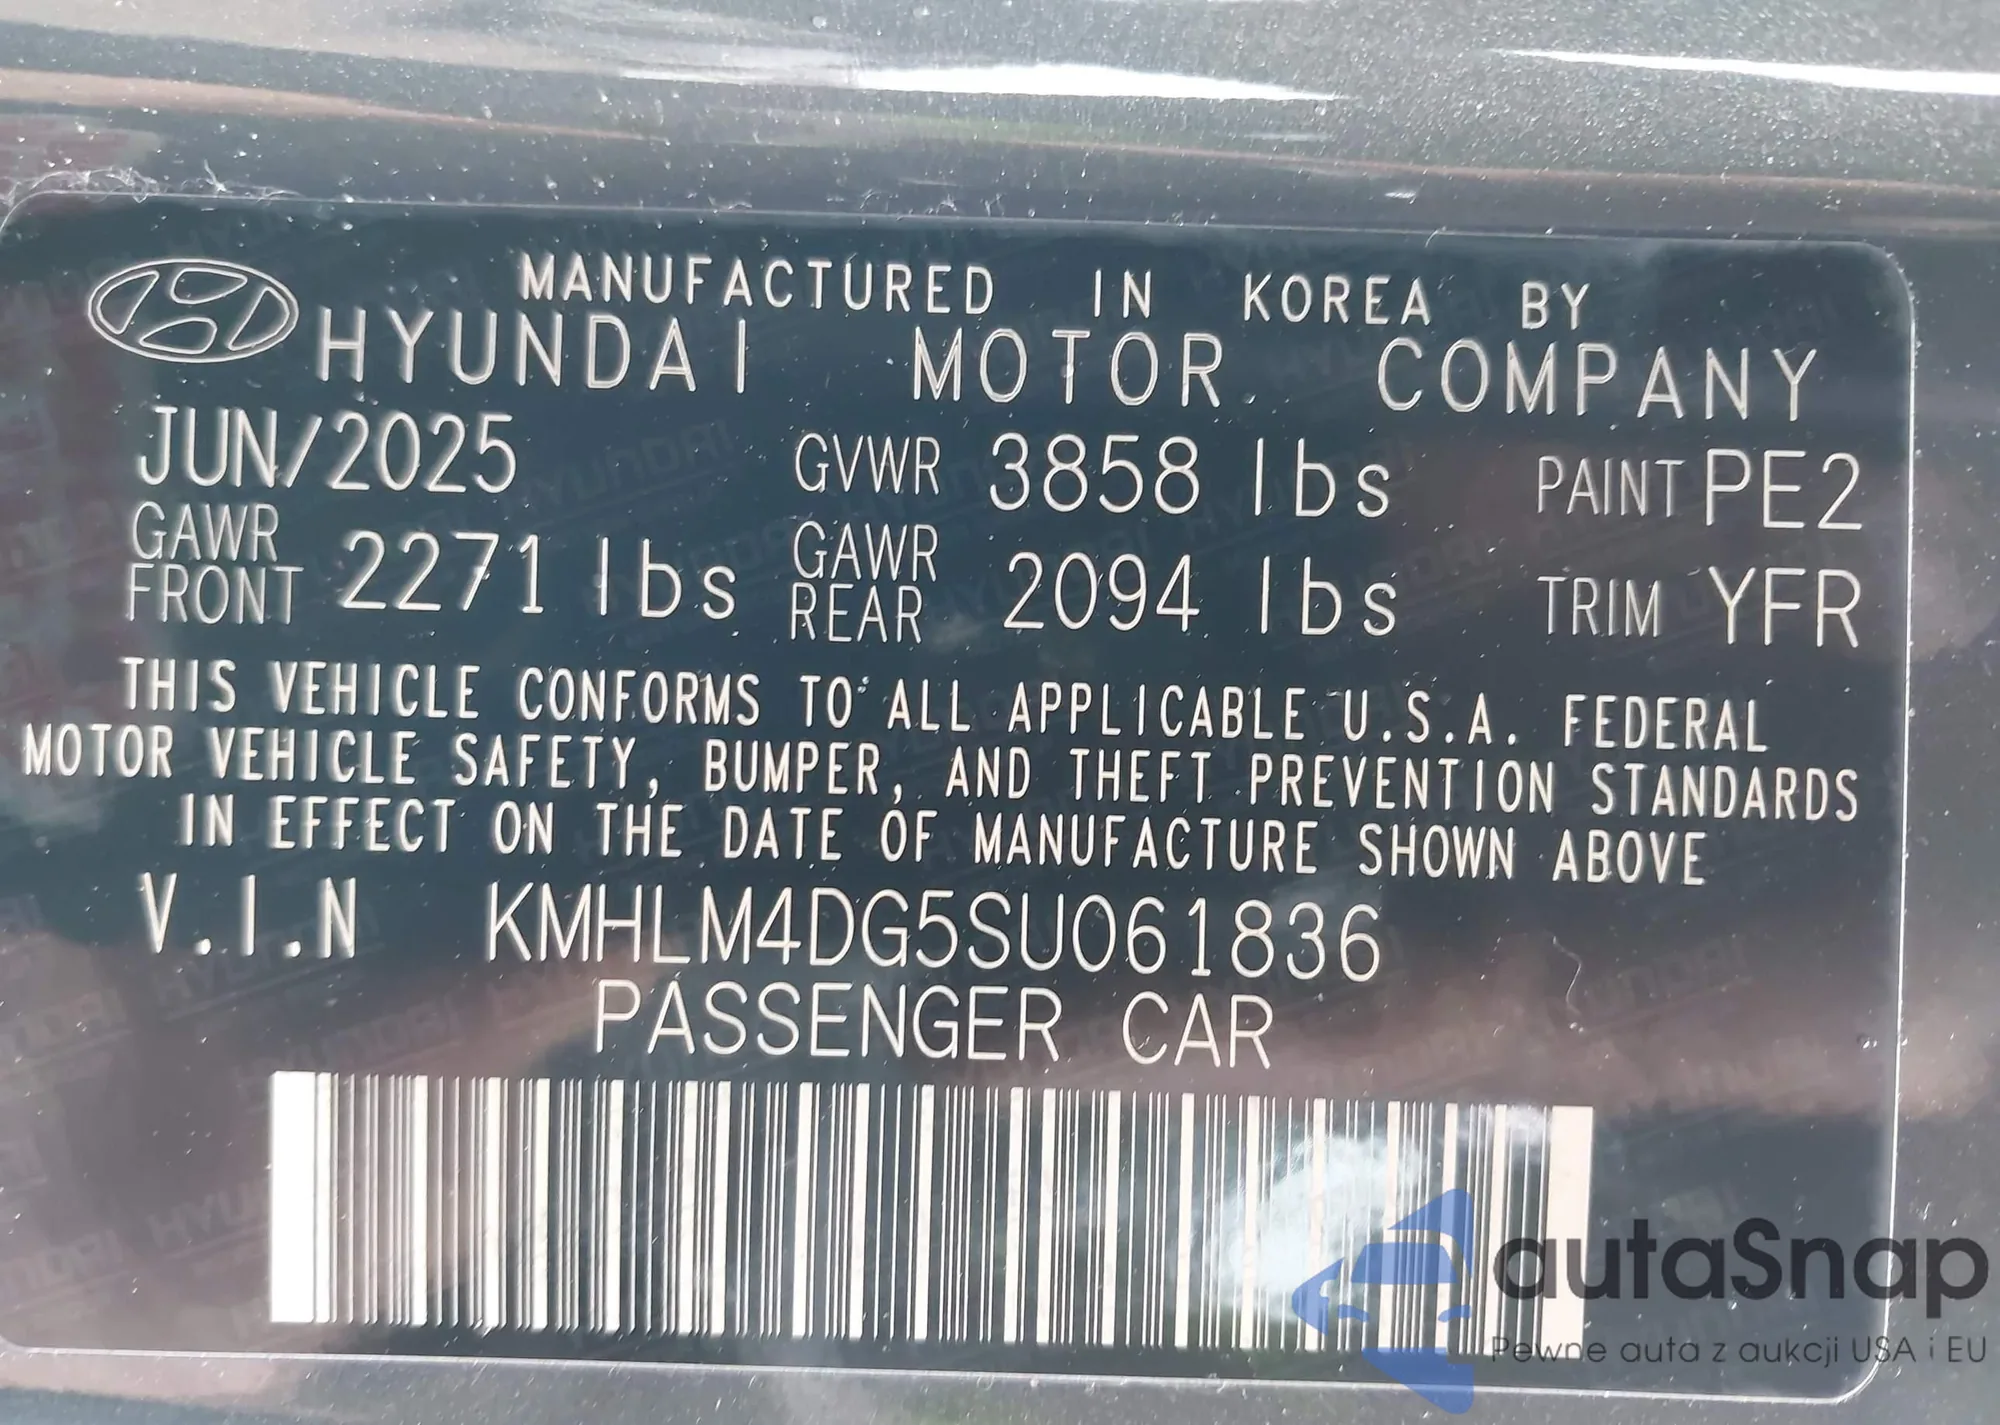 MANUFACTURED IN KOREA BY
HYUNDAI MOTOR COMPANY
JUN/2025 GVWR 3858 lbs PAINT PE2
GAWR FRONT 2271 lbs GAWR REAR 2094 lbs TRIM YFR
THIS VEHICLE CONFORMS TO ALL APPLICABLE U.S.A. FEDERAL
MOTOR VEHICLE SAFETY, BUMPER, AND THEFT PREVENTION STANDARDS
IN EFFECT ON THE DATE OF MANUFACTURE SHOWN ABOVE
V.I.N KMHLM4DG5SU061836
PASSENGER CAR
autaSnap
Pewne auta z aukcji USA i EU